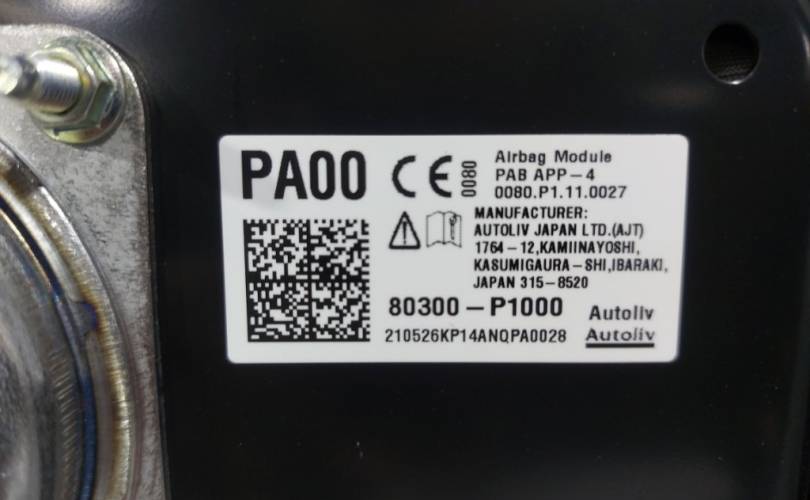 PA00 CE 0080
Airbag Module
PAB APP-4
0080.P1.11.0027
MANUFACTURER:
AUTOLIV JAPAN LTD.(AJT)
1764-12,KAMIINAYOSHI,
KASUMIGAURA-SHI,IBARAKI,
JAPAN 315-8520
80300-P1000
Autoliv
210526KP14ANQPA0028
Autoliv